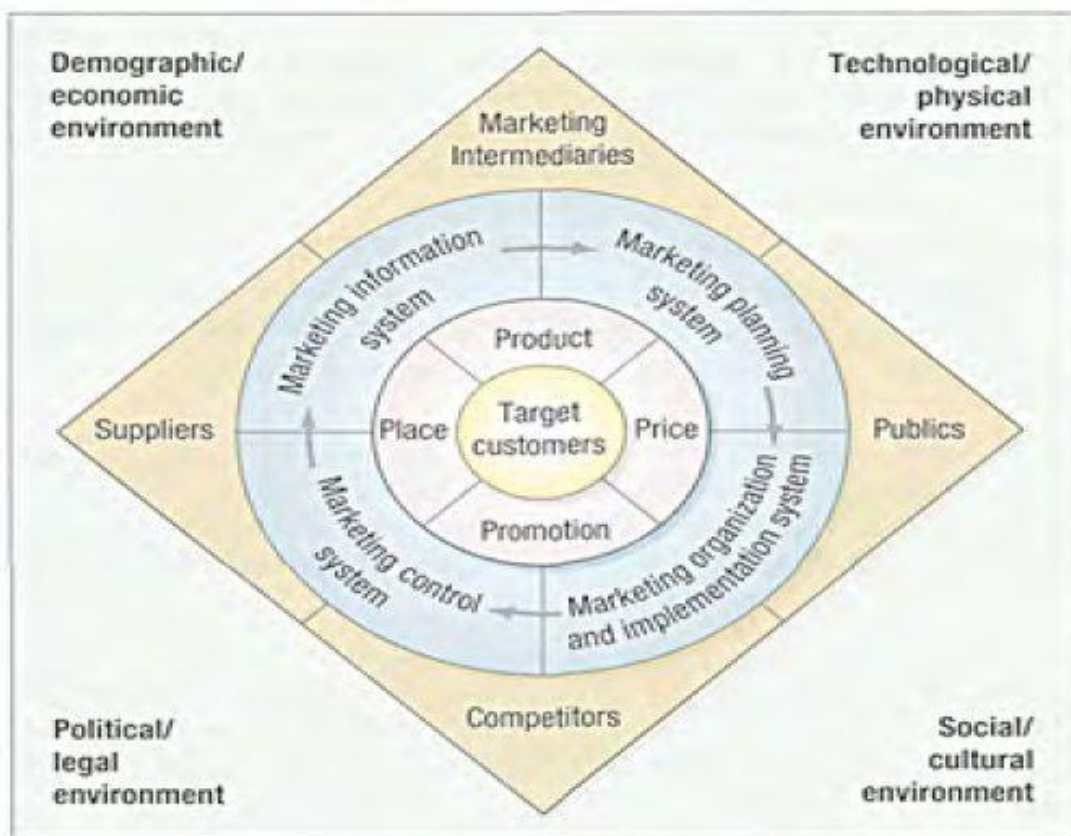 Demographic/
economic
environment
Technological/
physical
environment
Marketing
Intermediaries
Marketing information
system
Marketing planning
system
Product
Suppliers
Place
Target
customers
Price
Publics
Promotion
Marketing control
system
Marketing organization
and implementation system
Competitors
Political/
legal
environment
Social/
cultural
environment